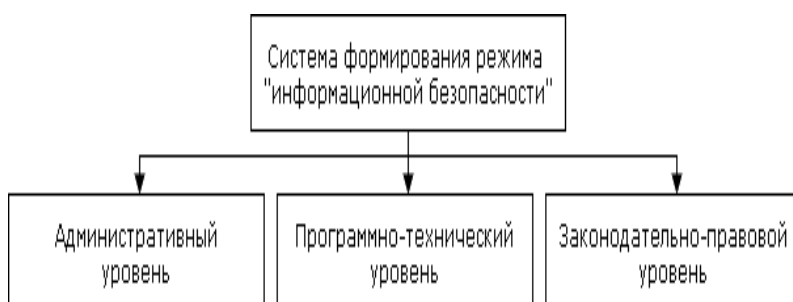 Система формирования режима
"информационной безопасности"
Административный
уровень
Программно-технический
уровень
Законодательно-правовой
уровень